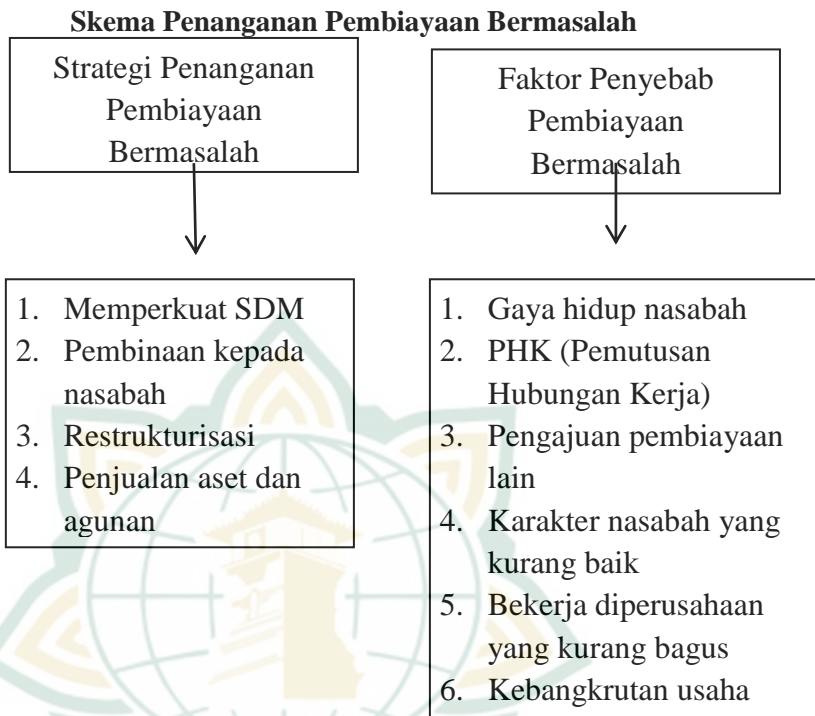 Skema Penanganan Pembiayaan Bermasalah
Strategi Penanganan
Pembiayaan
Bermasalah
Faktor Penyebab
Pembiayaan
Bermasalah
1. Memperkuat SDM
2. Pembinaan kepada
nasabah
3. Restrukturisasi
4. Penjualan aset dan
agunan
1. Gaya hidup nasabah
2. PHK (Pemutusan
Hubungan Kerja)
3. Pengajuan pembiayaan
lain
4. Karakter nasabah yang
kurang baik
5. Bekerja diperusahaan
yang kurang bagus
6. Kebangkrutan usaha